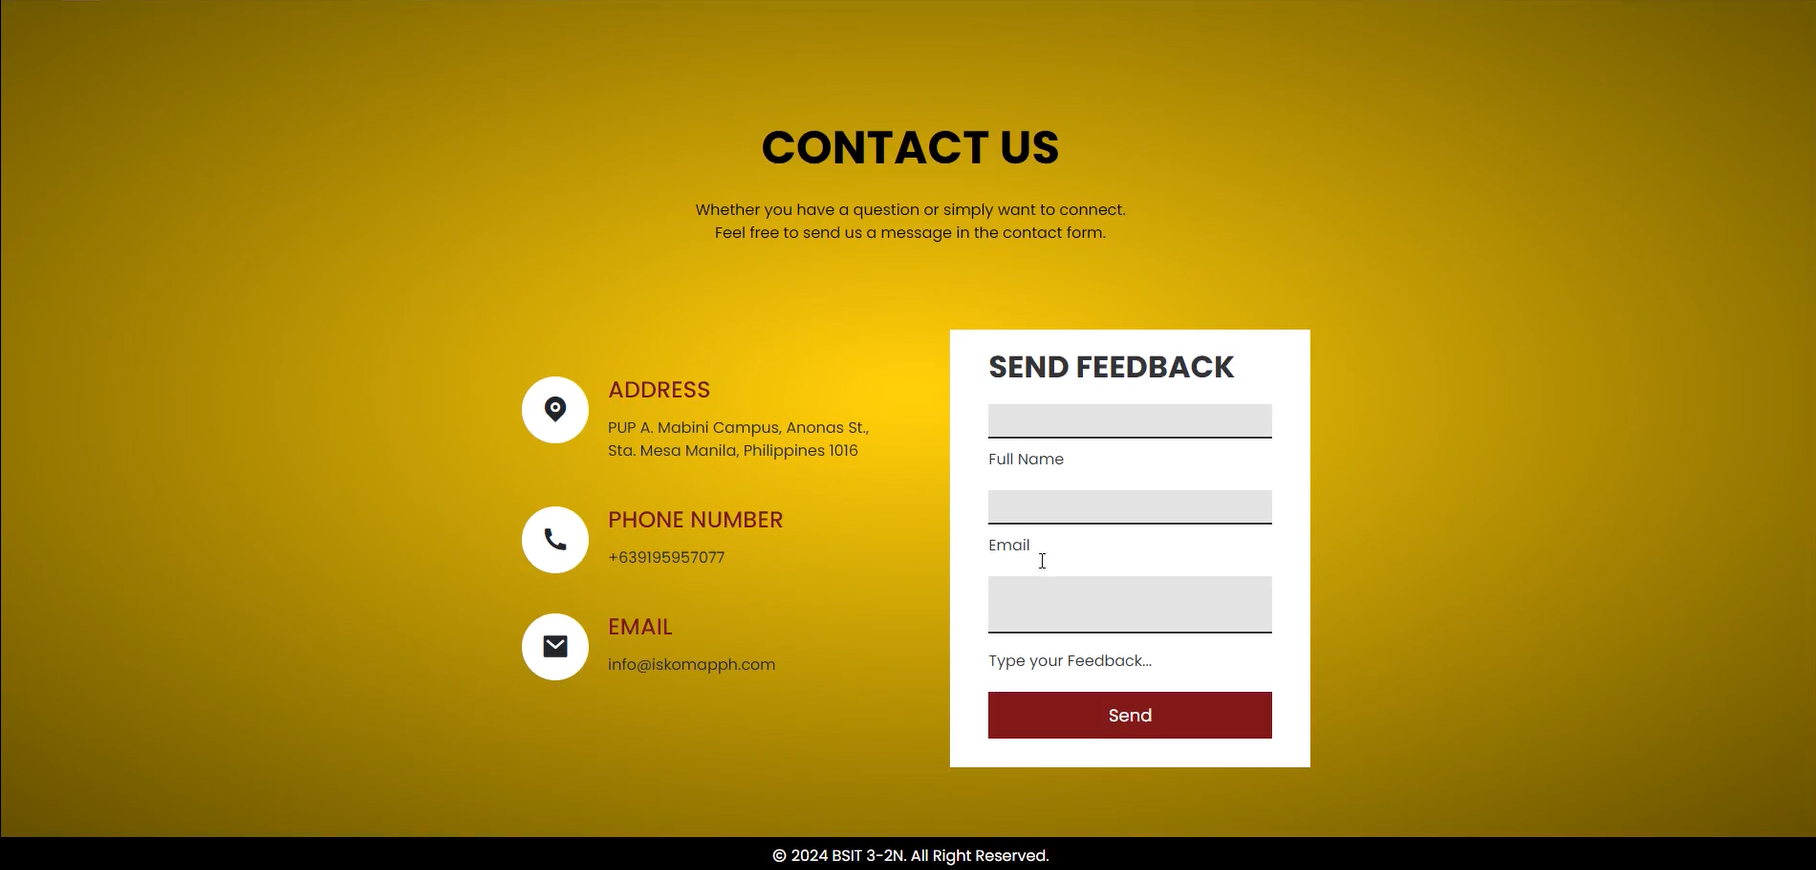 CONTACT US
Whether you have a question or simply want to connect.
Feel free to send us a message in the contact form.
ADDRESS
PUP A. Mabini Campus, Anonas St.,
Sta. Mesa Manila, Philippines 1016
PHONE NUMBER
+639195957077
EMAIL
info@iskomapph.com
SEND FEEDBACK
Full Name
Email
Type your Feedback...
Send
© 2024 BSIT 3-2N. All Right Reserved.